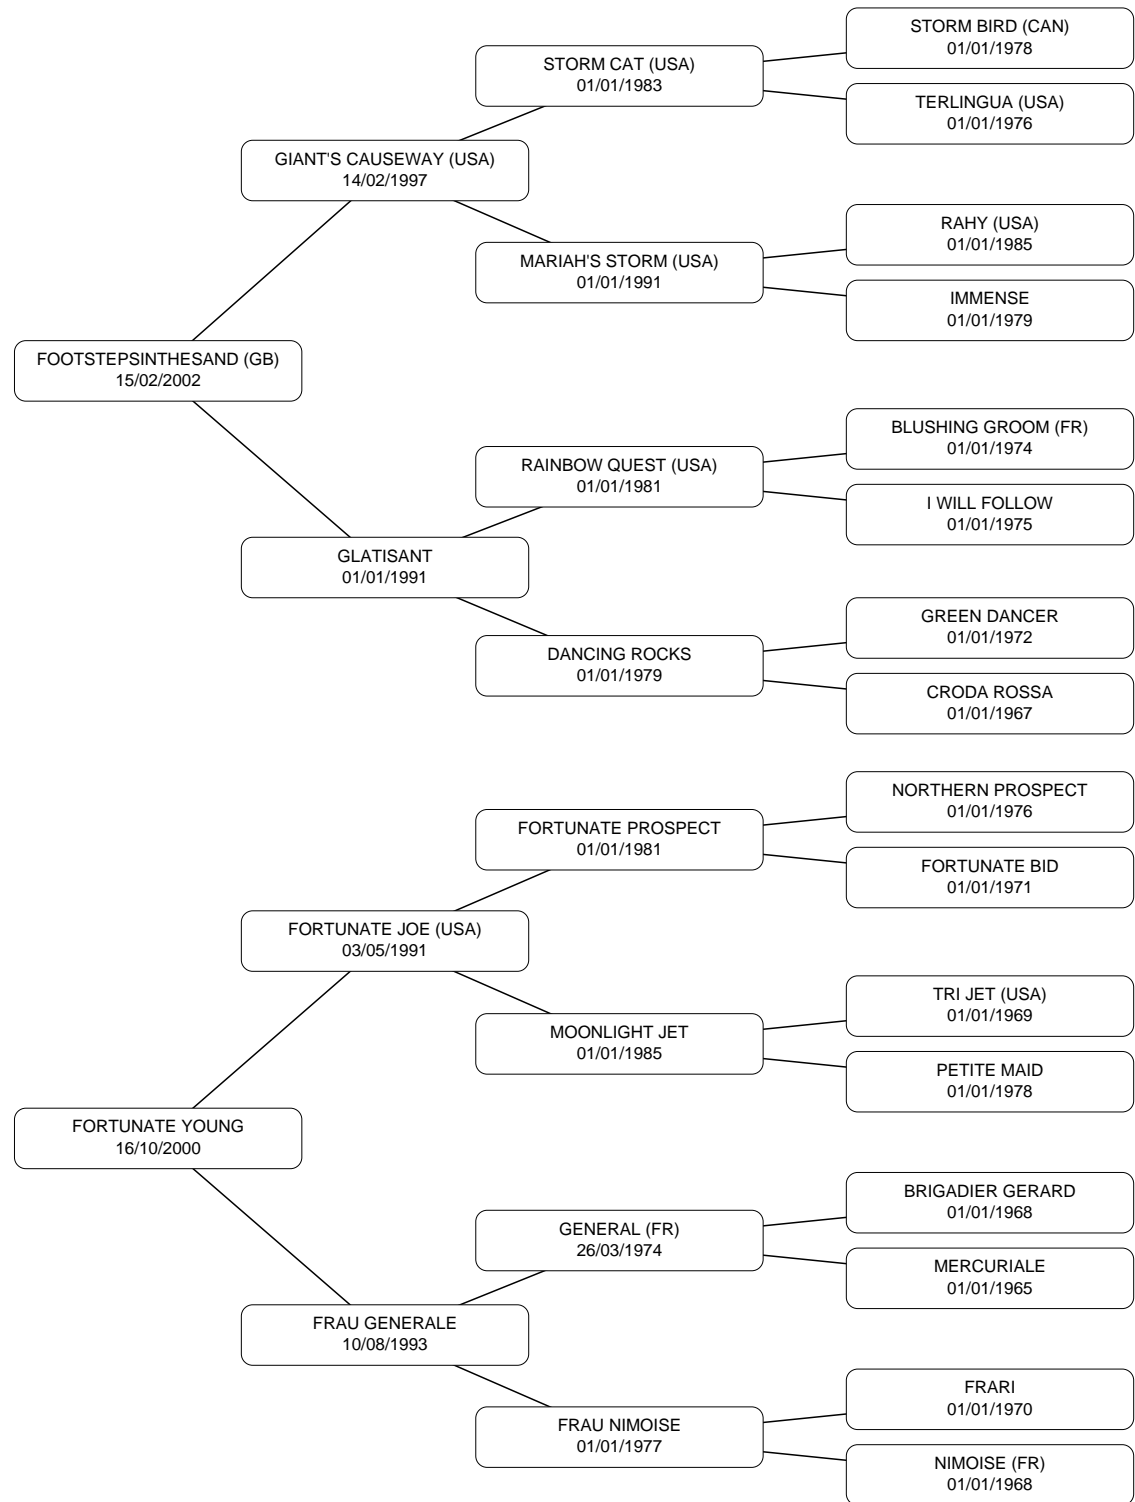 STORM BIRD (CAN)
01/01/1978
STORM CAT (USA)
01/01/1983
TERLINGUA (USA)
01/01/1976
GIANT'S CAUSEWAY (USA)
14/02/1997
RAHY (USA)
01/01/1985
MARIAH'S STORM (USA)
01/01/1991
IMMENSE
01/01/1979
FOOTSTEPSINTHESAND (GB)
15/02/2002
BLUSHING GROOM (FR)
01/01/1974
RAINBOW QUEST (USA)
01/01/1981
I WILL FOLLOW
01/01/1975
GLATISANT
01/01/1991
GREEN DANCER
01/01/1972
DANCING ROCKS
01/01/1979
CRODA ROSSA
01/01/1967
NORTHERN PROSPECT
01/01/1976
FORTUNATE PROSPECT
01/01/1981
FORTUNATE BID
01/01/1971
FORTUNATE JOE (USA)
03/05/1991
TRI JET (USA)
01/01/1969
MOONLIGHT JET
01/01/1985
PETITE MAID
01/01/1978
FORTUNATE YOUNG
16/10/2000
BRIGADIER GERARD
01/01/1968
GENERAL (FR)
26/03/1974
MERCURIALE
01/01/1965
FRAU GENERALE
10/08/1993
FRARI
01/01/1970
FRAU NIMOISE
01/01/1977
NIMOISE (FR)
01/01/1968